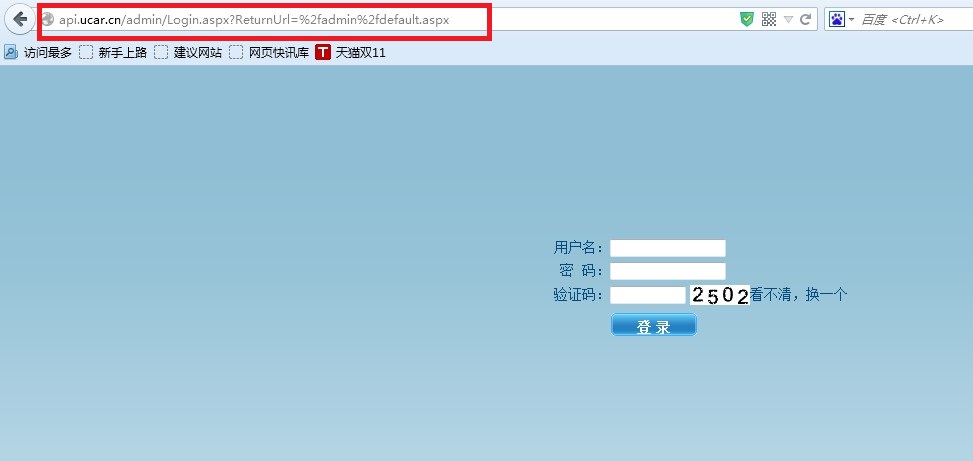 api.ucar.cn/admin/Login.aspx?ReturnUrl=%2fadmin%2fdefault.aspx 百度 <Ctrl+K>
访问最多 新手上路 建议网站 网页快讯库 T 天猫双11
用户名：
密 码：
验证码： 2502 看不清，换一个
登 录